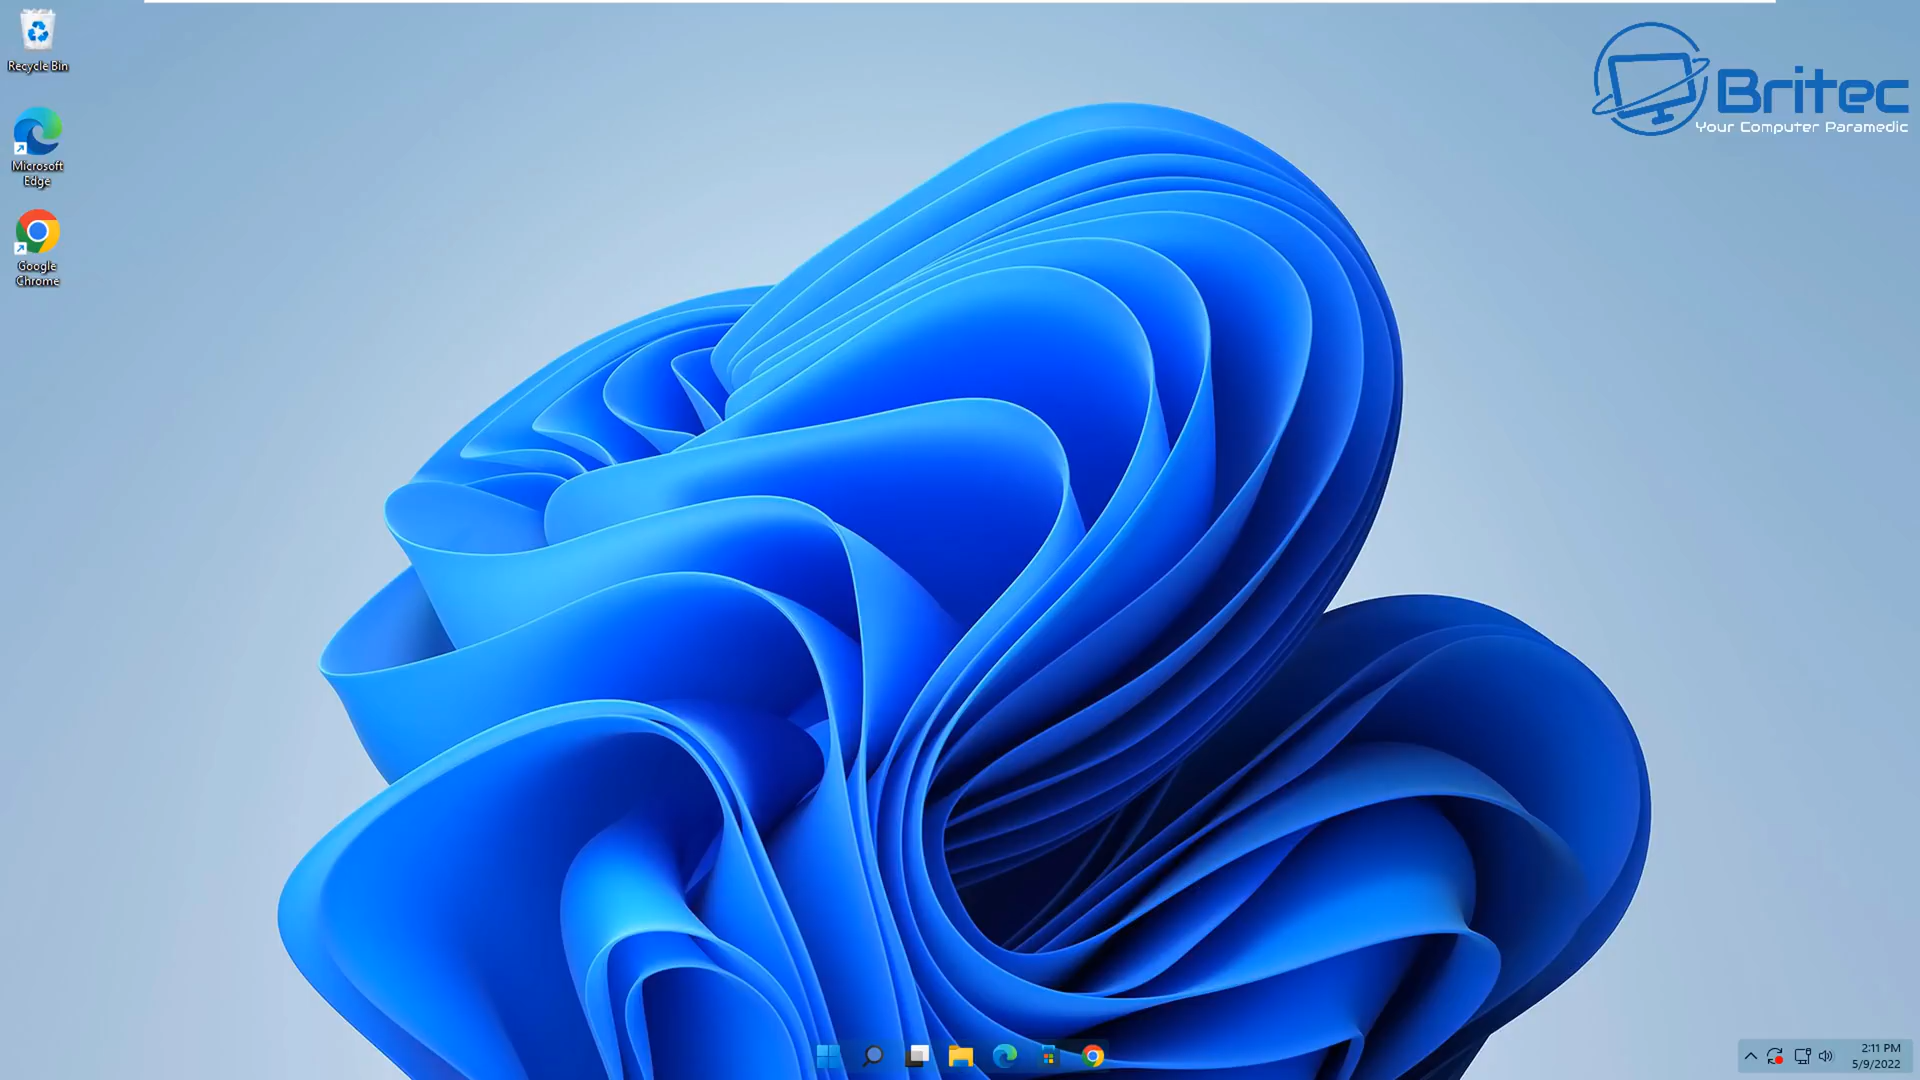 Recycle Bin
Microsoft
Edge
Google
Chrome
Britec
Your Computer Paramedic
2:11 PM
5/9/2022